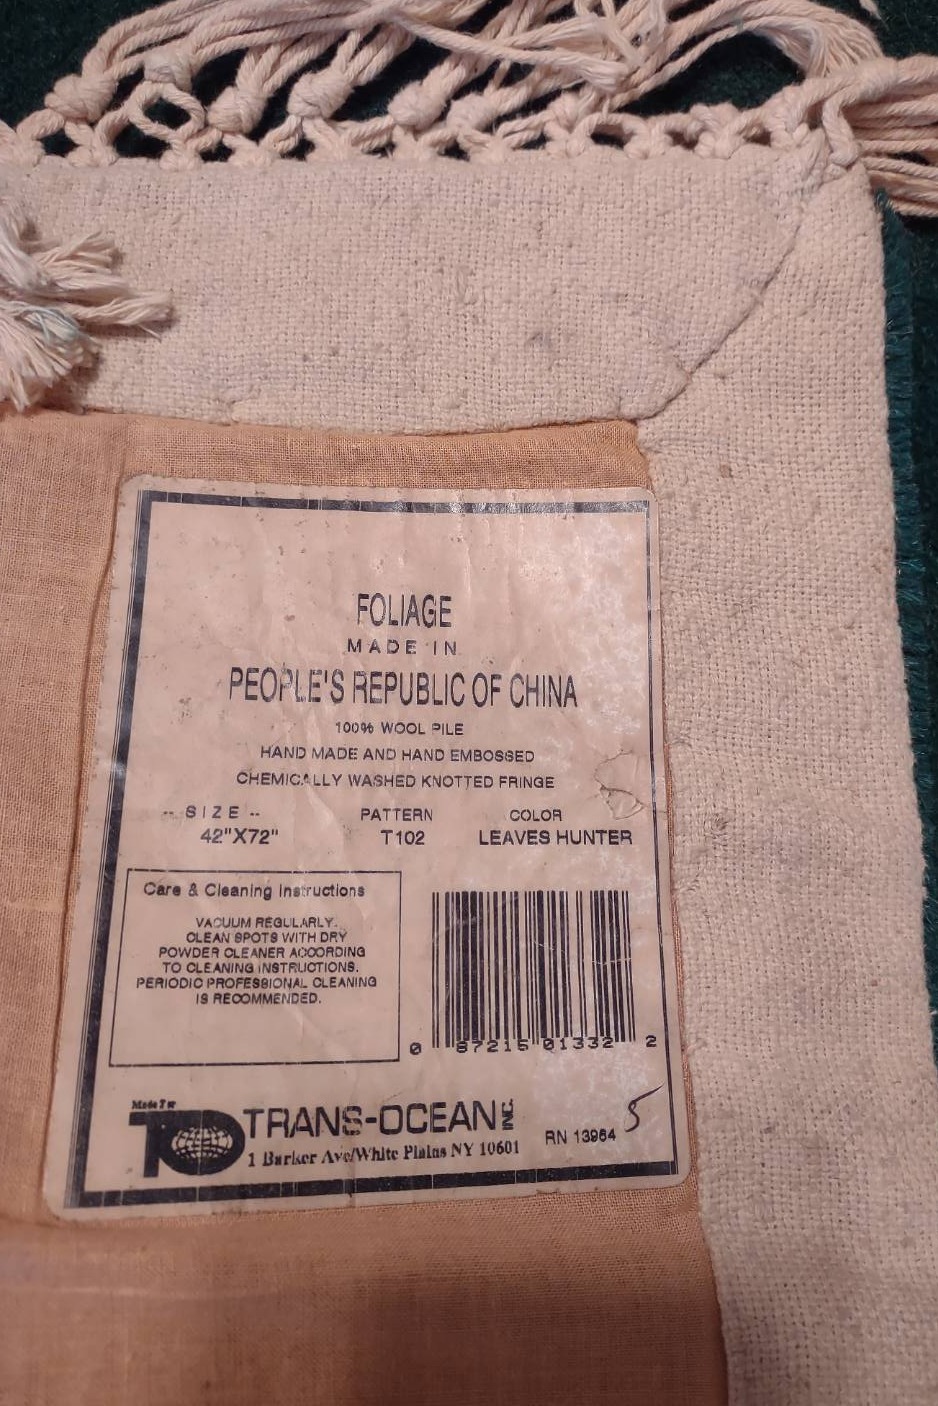 FOLIAGE
MADE IN
PEOPLE'S REPUBLIC OF CHINA
100% WOOL PILE
HAND MADE AND HAND EMBOSSED
CHEMICALLY WASHED KNOTTED FRINGE
-- SIZE -- PATTERN COLOR
42"X72" T102 LEAVES HUNTER
Care & Cleaning Instructions
VACUUM REGULARLY.
CLEAN SPOTS WITH DRY
POWDER CLEANER ACCORDING
TO CLEANING INSTRUCTIONS.
PERIODIC PROFESSIONAL CLEANING
IS RECOMMENDED.
0 87215 01332 2
Made For
TO TRANS-OCEAN INC.
1 Barker Ave/White Plains NY 10601
RN 13964 5